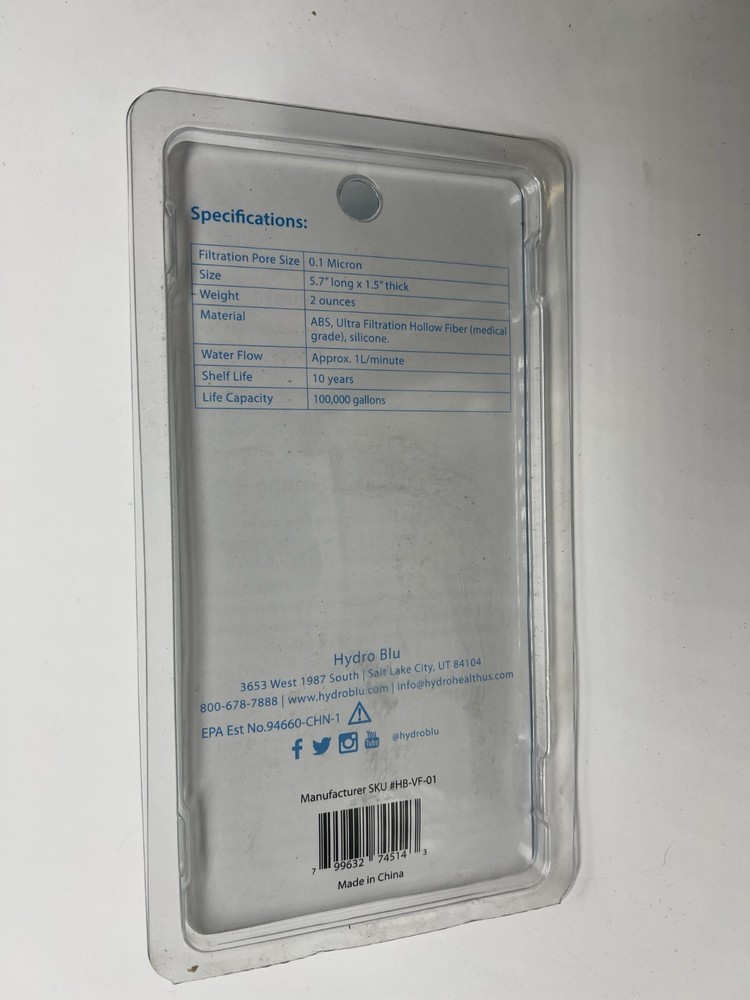 Specifications:
Filtration Pore Size 0.1 Micron
Size 5.7" long x 1.5" thick
Weight 2 ounces
Material ABS, Ultra Filtration Hollow Fiber (medical
grade), silicone.
Water Flow Approx. 1L/minute
Shelf Life 10 years
Life Capacity 100,000 gallons
Hydro Blu
3653 West 1987 South | Salt Lake City, UT 84104
800-678-7888 | www.hydroblu.com | info@hydrohealthus.com
EPA Est No.94660-CHN-1
You Tube @hydroblu
Manufacturer SKU #HB-VF-01
7 99632 74514 3
Made in China